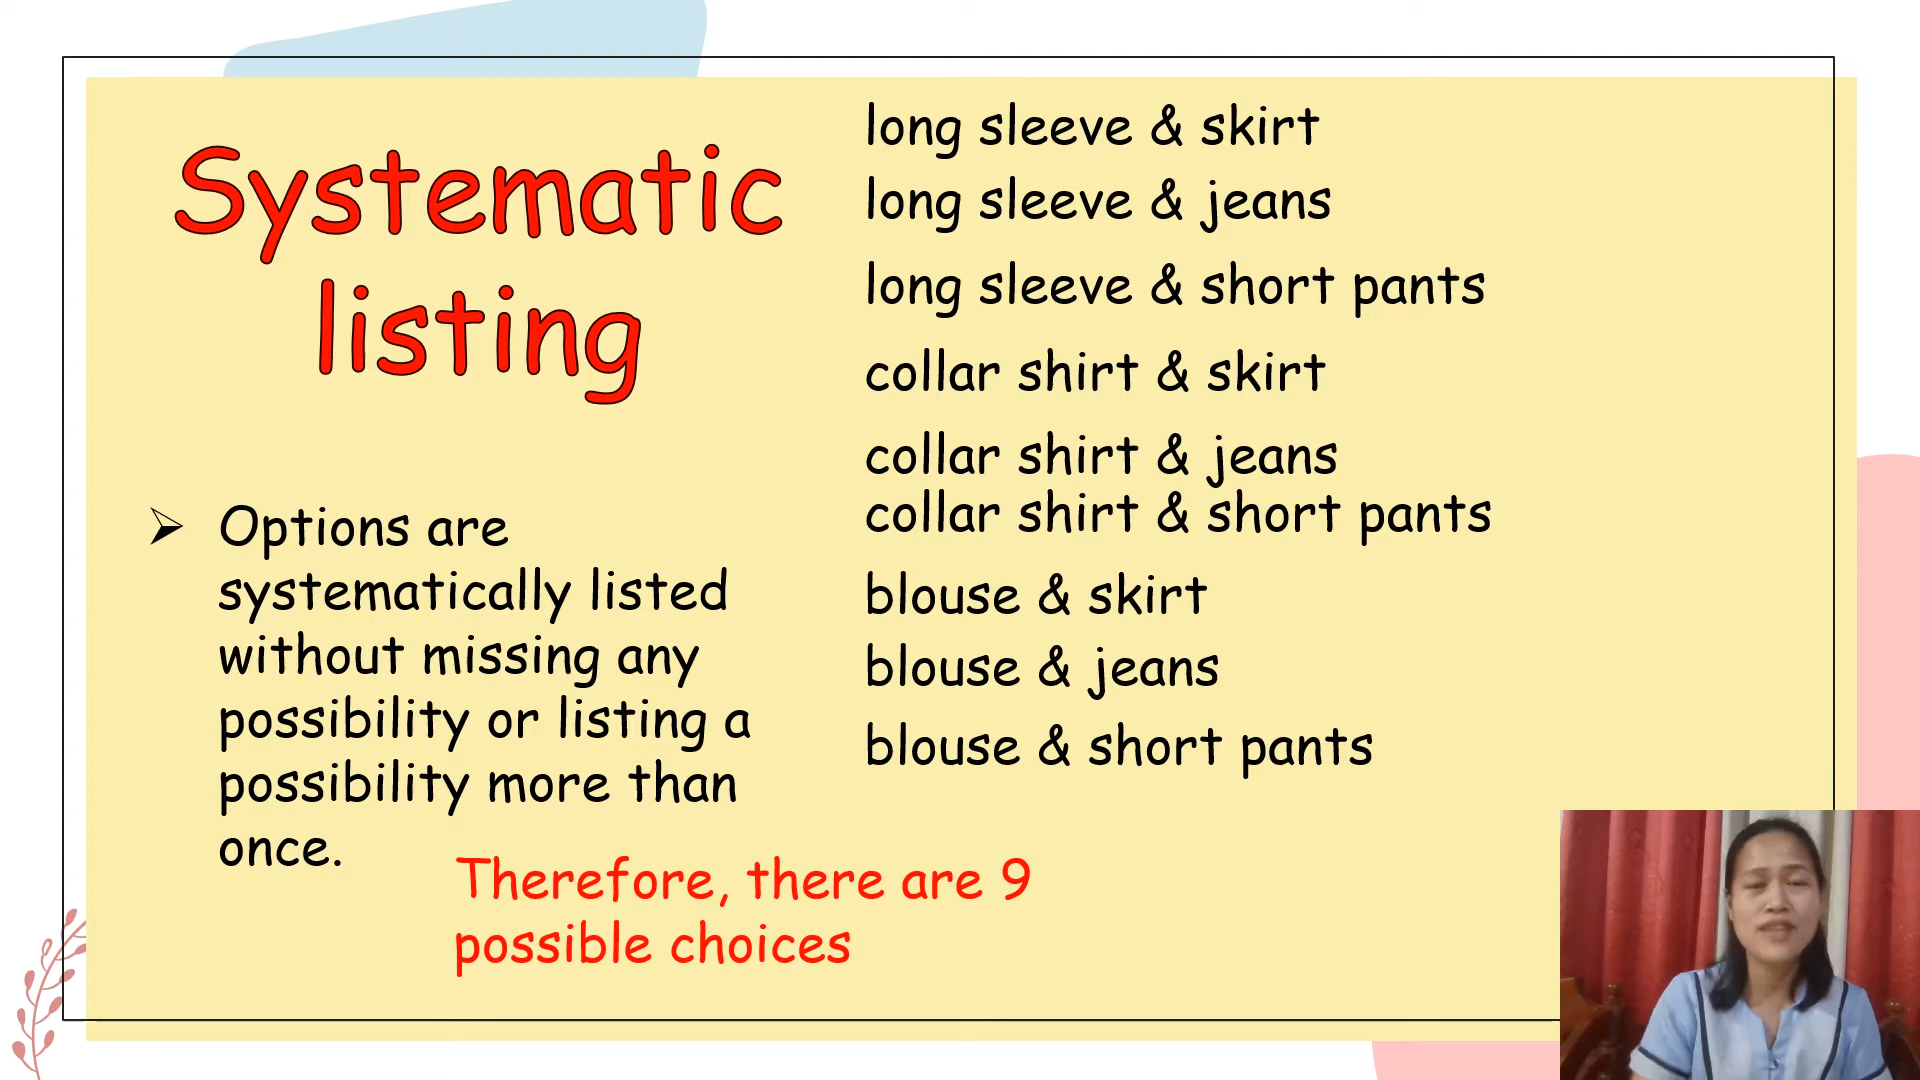 Systematic
listing
➢ Options are
systematically listed
without missing any
possibility or listing a
possibility more than
once.
long sleeve & skirt
long sleeve & jeans
long sleeve & short pants
collar shirt & skirt
collar shirt & jeans
collar shirt & short pants
blouse & skirt
blouse & jeans
blouse & short pants
Therefore, there are 9
possible choices